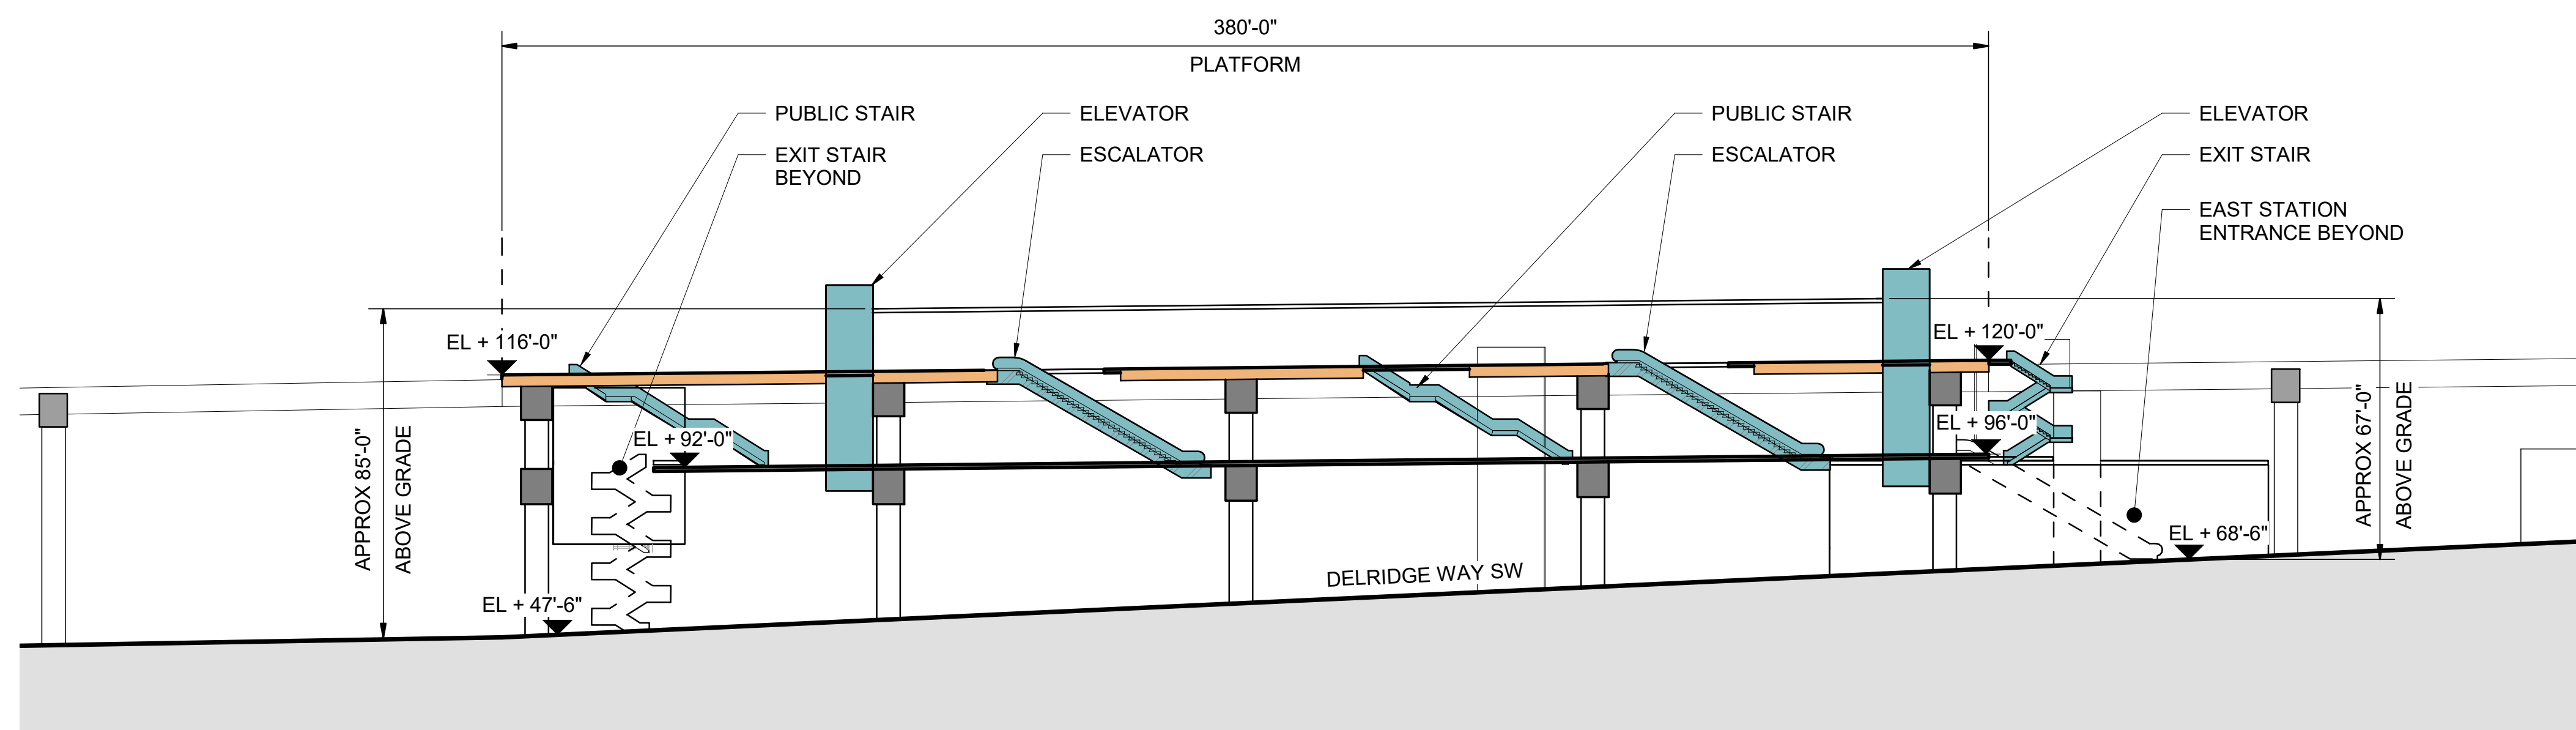 380'-0"
PLATFORM
PUBLIC STAIR
EXIT STAIR
BEYOND
ELEVATOR
ESCALATOR
PUBLIC STAIR
ESCALATOR
ELEVATOR
EXIT STAIR
EAST STATION
ENTRANCE BEYOND
EL + 116'-0"
EL + 120'-0"
EL + 92'-0"
EL + 96'-0"
APPROX 85'-0"
ABOVE GRADE
APPROX 67'-0"
ABOVE GRADE
EL + 68'-6"
DELRIDGE WAY SW
EL + 47'-6"